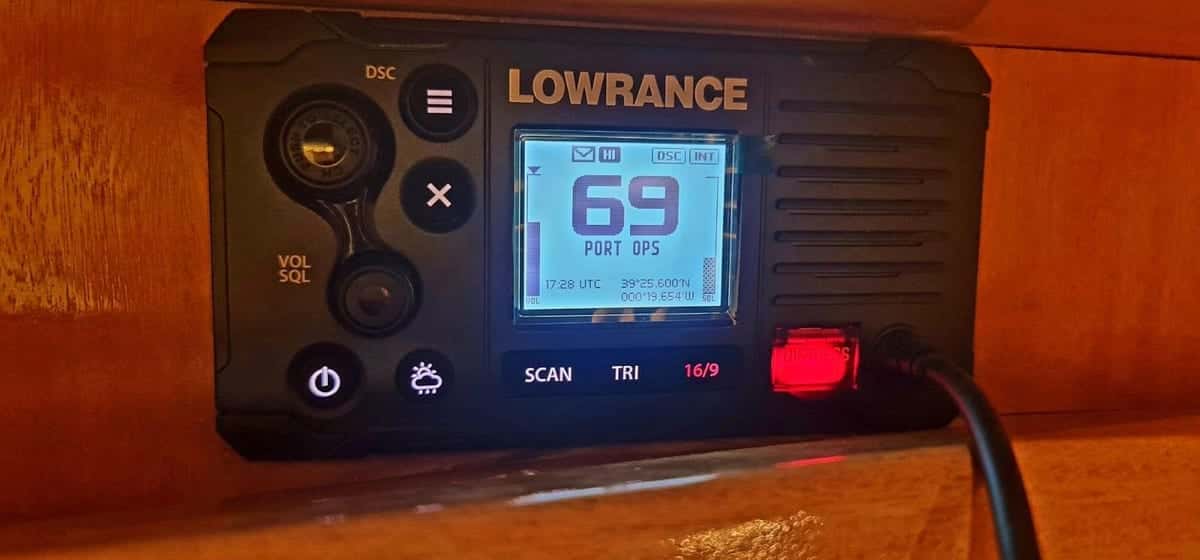 DSC
LOWRANCE
HI DSC INT
69
PORT OPS
VOL
SQL
17:28 UTC 39°25.600'N
000°19.654'W
VOL SQL
SCAN TRI 16/9
DISTRESS